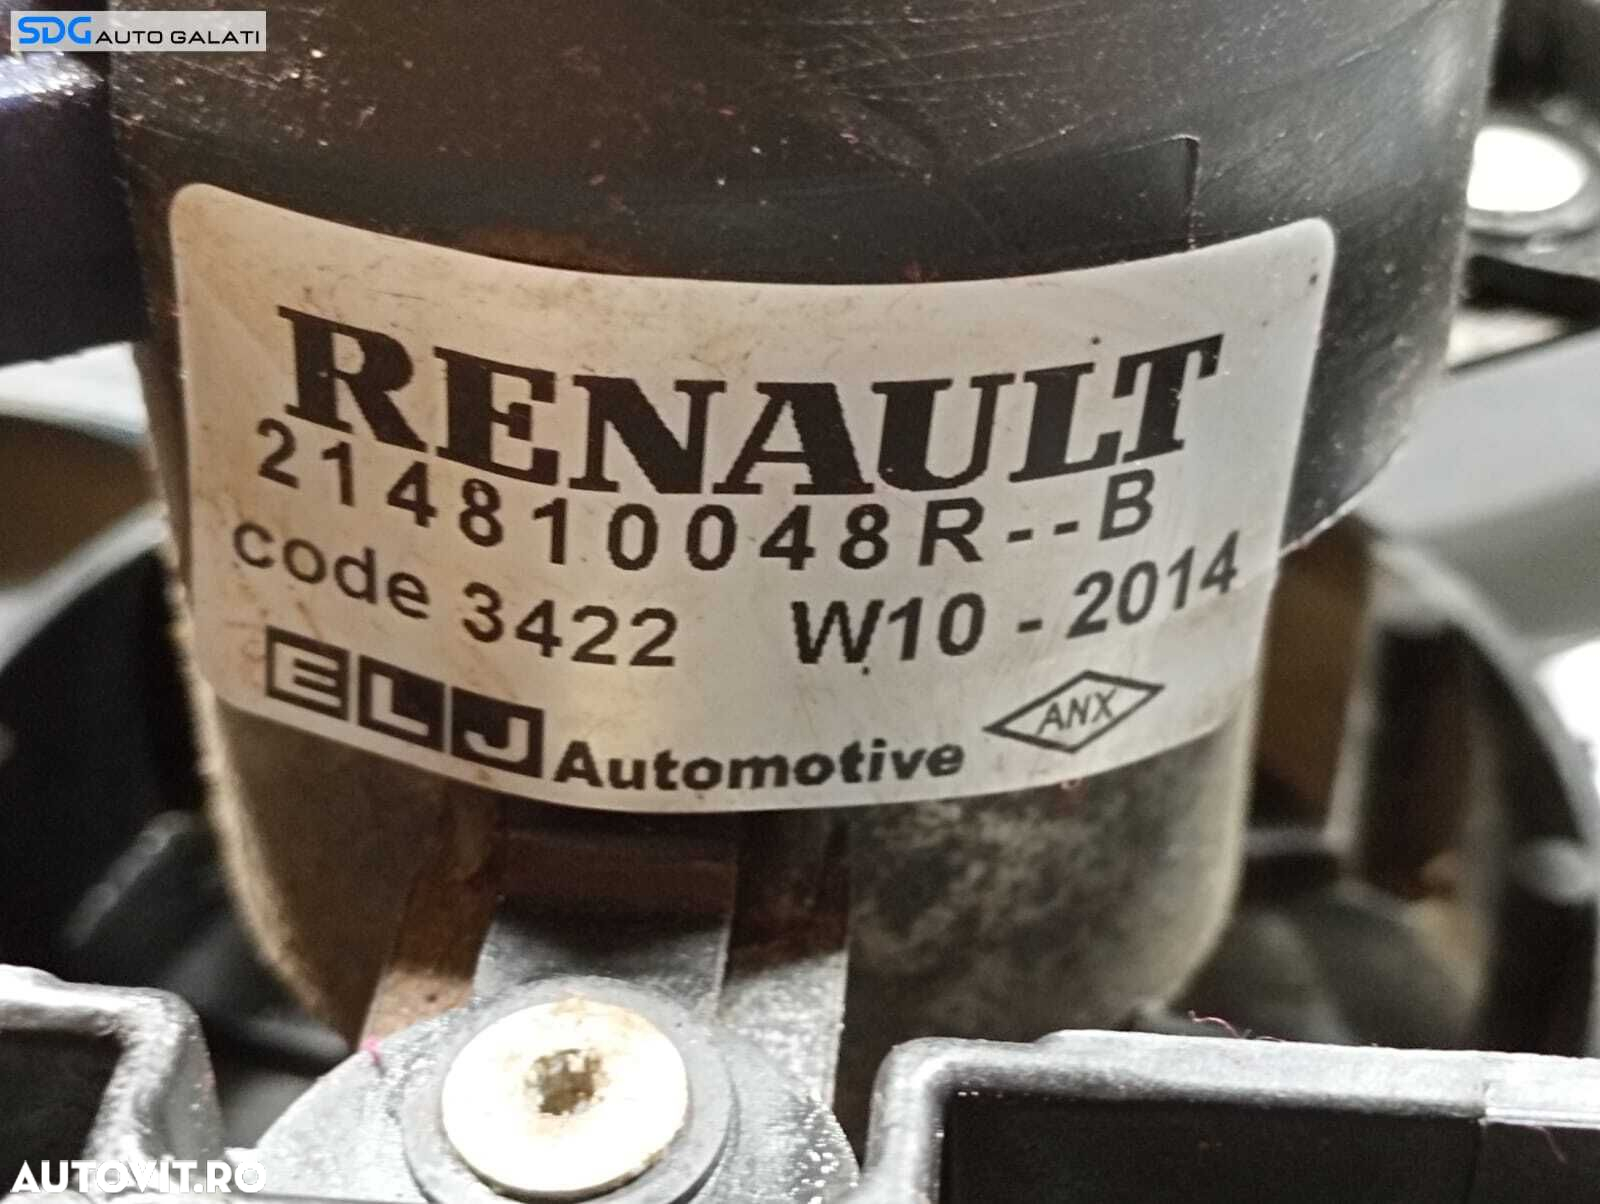 SDG AUTO GALATI
RENAULT
214810048R--B
code 3422 W10-2014
ELJ Automotive ANX
AUTOVIT.RO